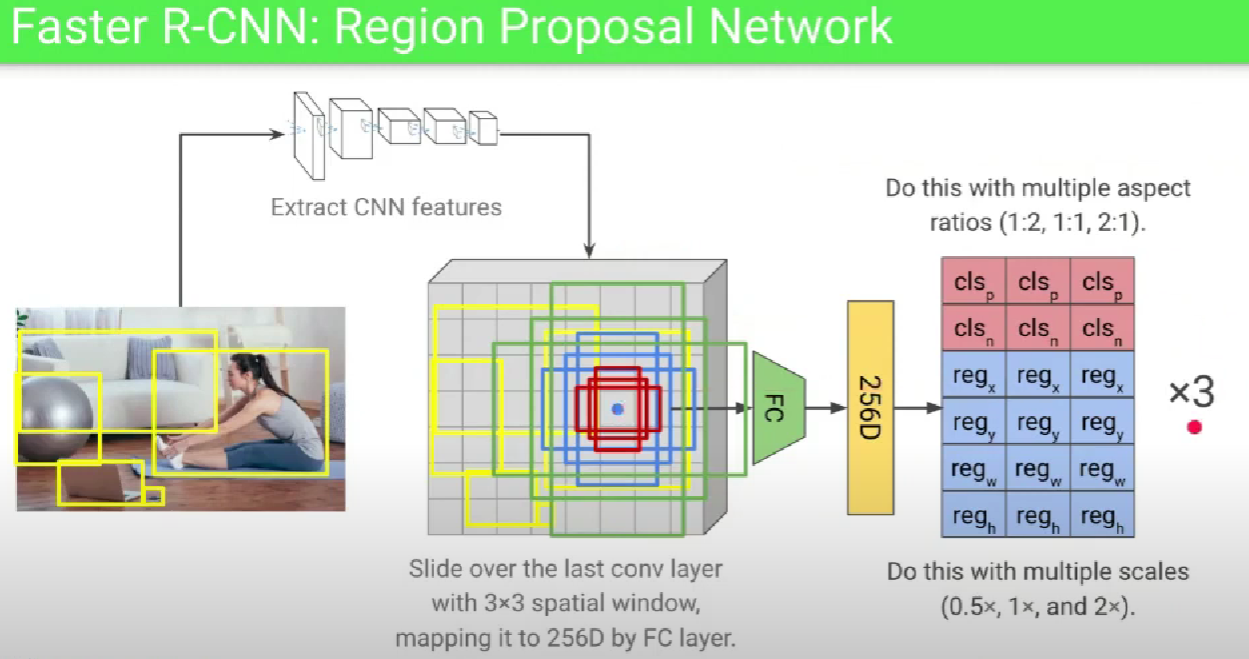 Faster R-CNN: Region Proposal Network
Extract CNN features
Do this with multiple aspect
ratios (1:2, 1:1, 2:1).
FC
256D
cls_p cls_p cls_p
cls_n cls_n cls_n
reg_x reg_x reg_x
reg_y reg_y reg_y
reg_w reg_w reg_w
reg_h reg_h reg_h
×3
Slide over the last conv layer
with 3×3 spatial window,
mapping it to 256D by FC layer.
Do this with multiple scales
(0.5×, 1×, and 2×).